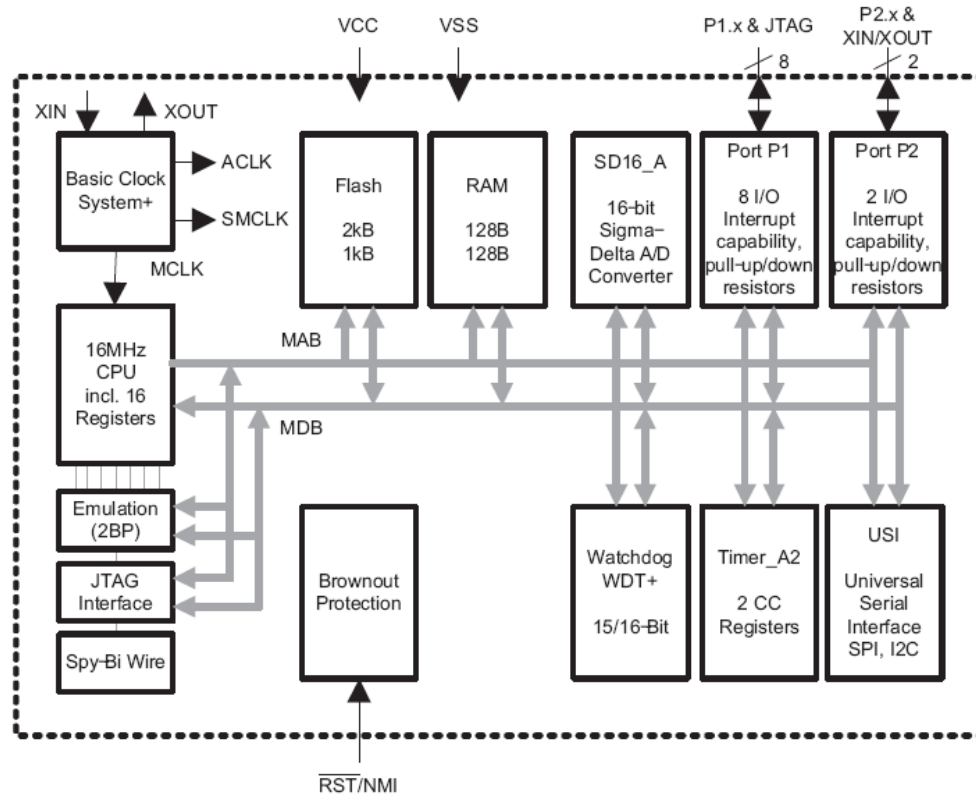 VCC
VSS
P1.x & JTAG
P2.x &
XIN/XOUT
8
2
XIN
XOUT
Basic Clock
System+
ACLK
SMCLK
MCLK
Flash
2kB
1kB
RAM
128B
128B
SD16_A
16-bit
Sigma-
Delta A/D
Converter
Port P1
8 I/O
Interrupt
capability,
pull-up/down
resistors
Port P2
2 I/O
Interrupt
capability,
pull-up/down
resistors
16MHz
CPU
incl. 16
Registers
MAB
MDB
Emulation
(2BP)
JTAG
Interface
Spy-Bi Wire
Brownout
Protection
Watchdog
WDT+
15/16-Bit
Timer_A2
2 CC
Registers
USI
Universal
Serial
Interface
SPI, I2C
RST/NMI